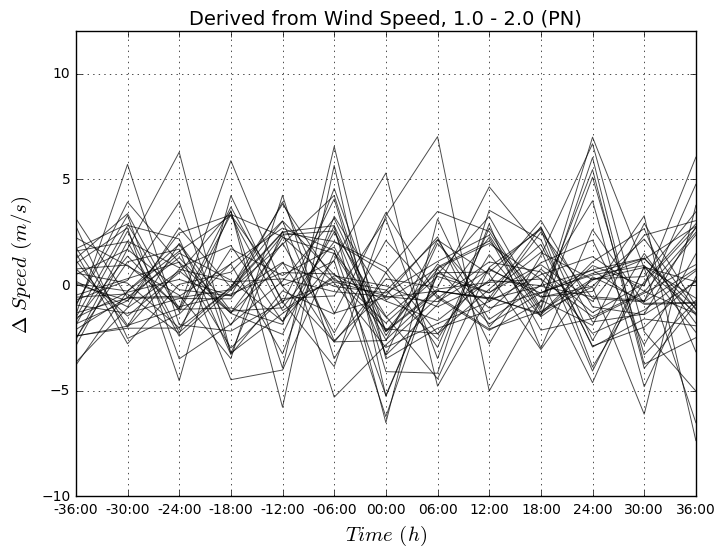 Derived from Wind Speed, 1.0 - 2.0 (PN)
Δ Speed (m/s)
10
5
0
−5
−10
-36:00 -30:00 -24:00 -18:00 -12:00 -06:00 00:00 06:00 12:00 18:00 24:00 30:00 36:00
Time (h)